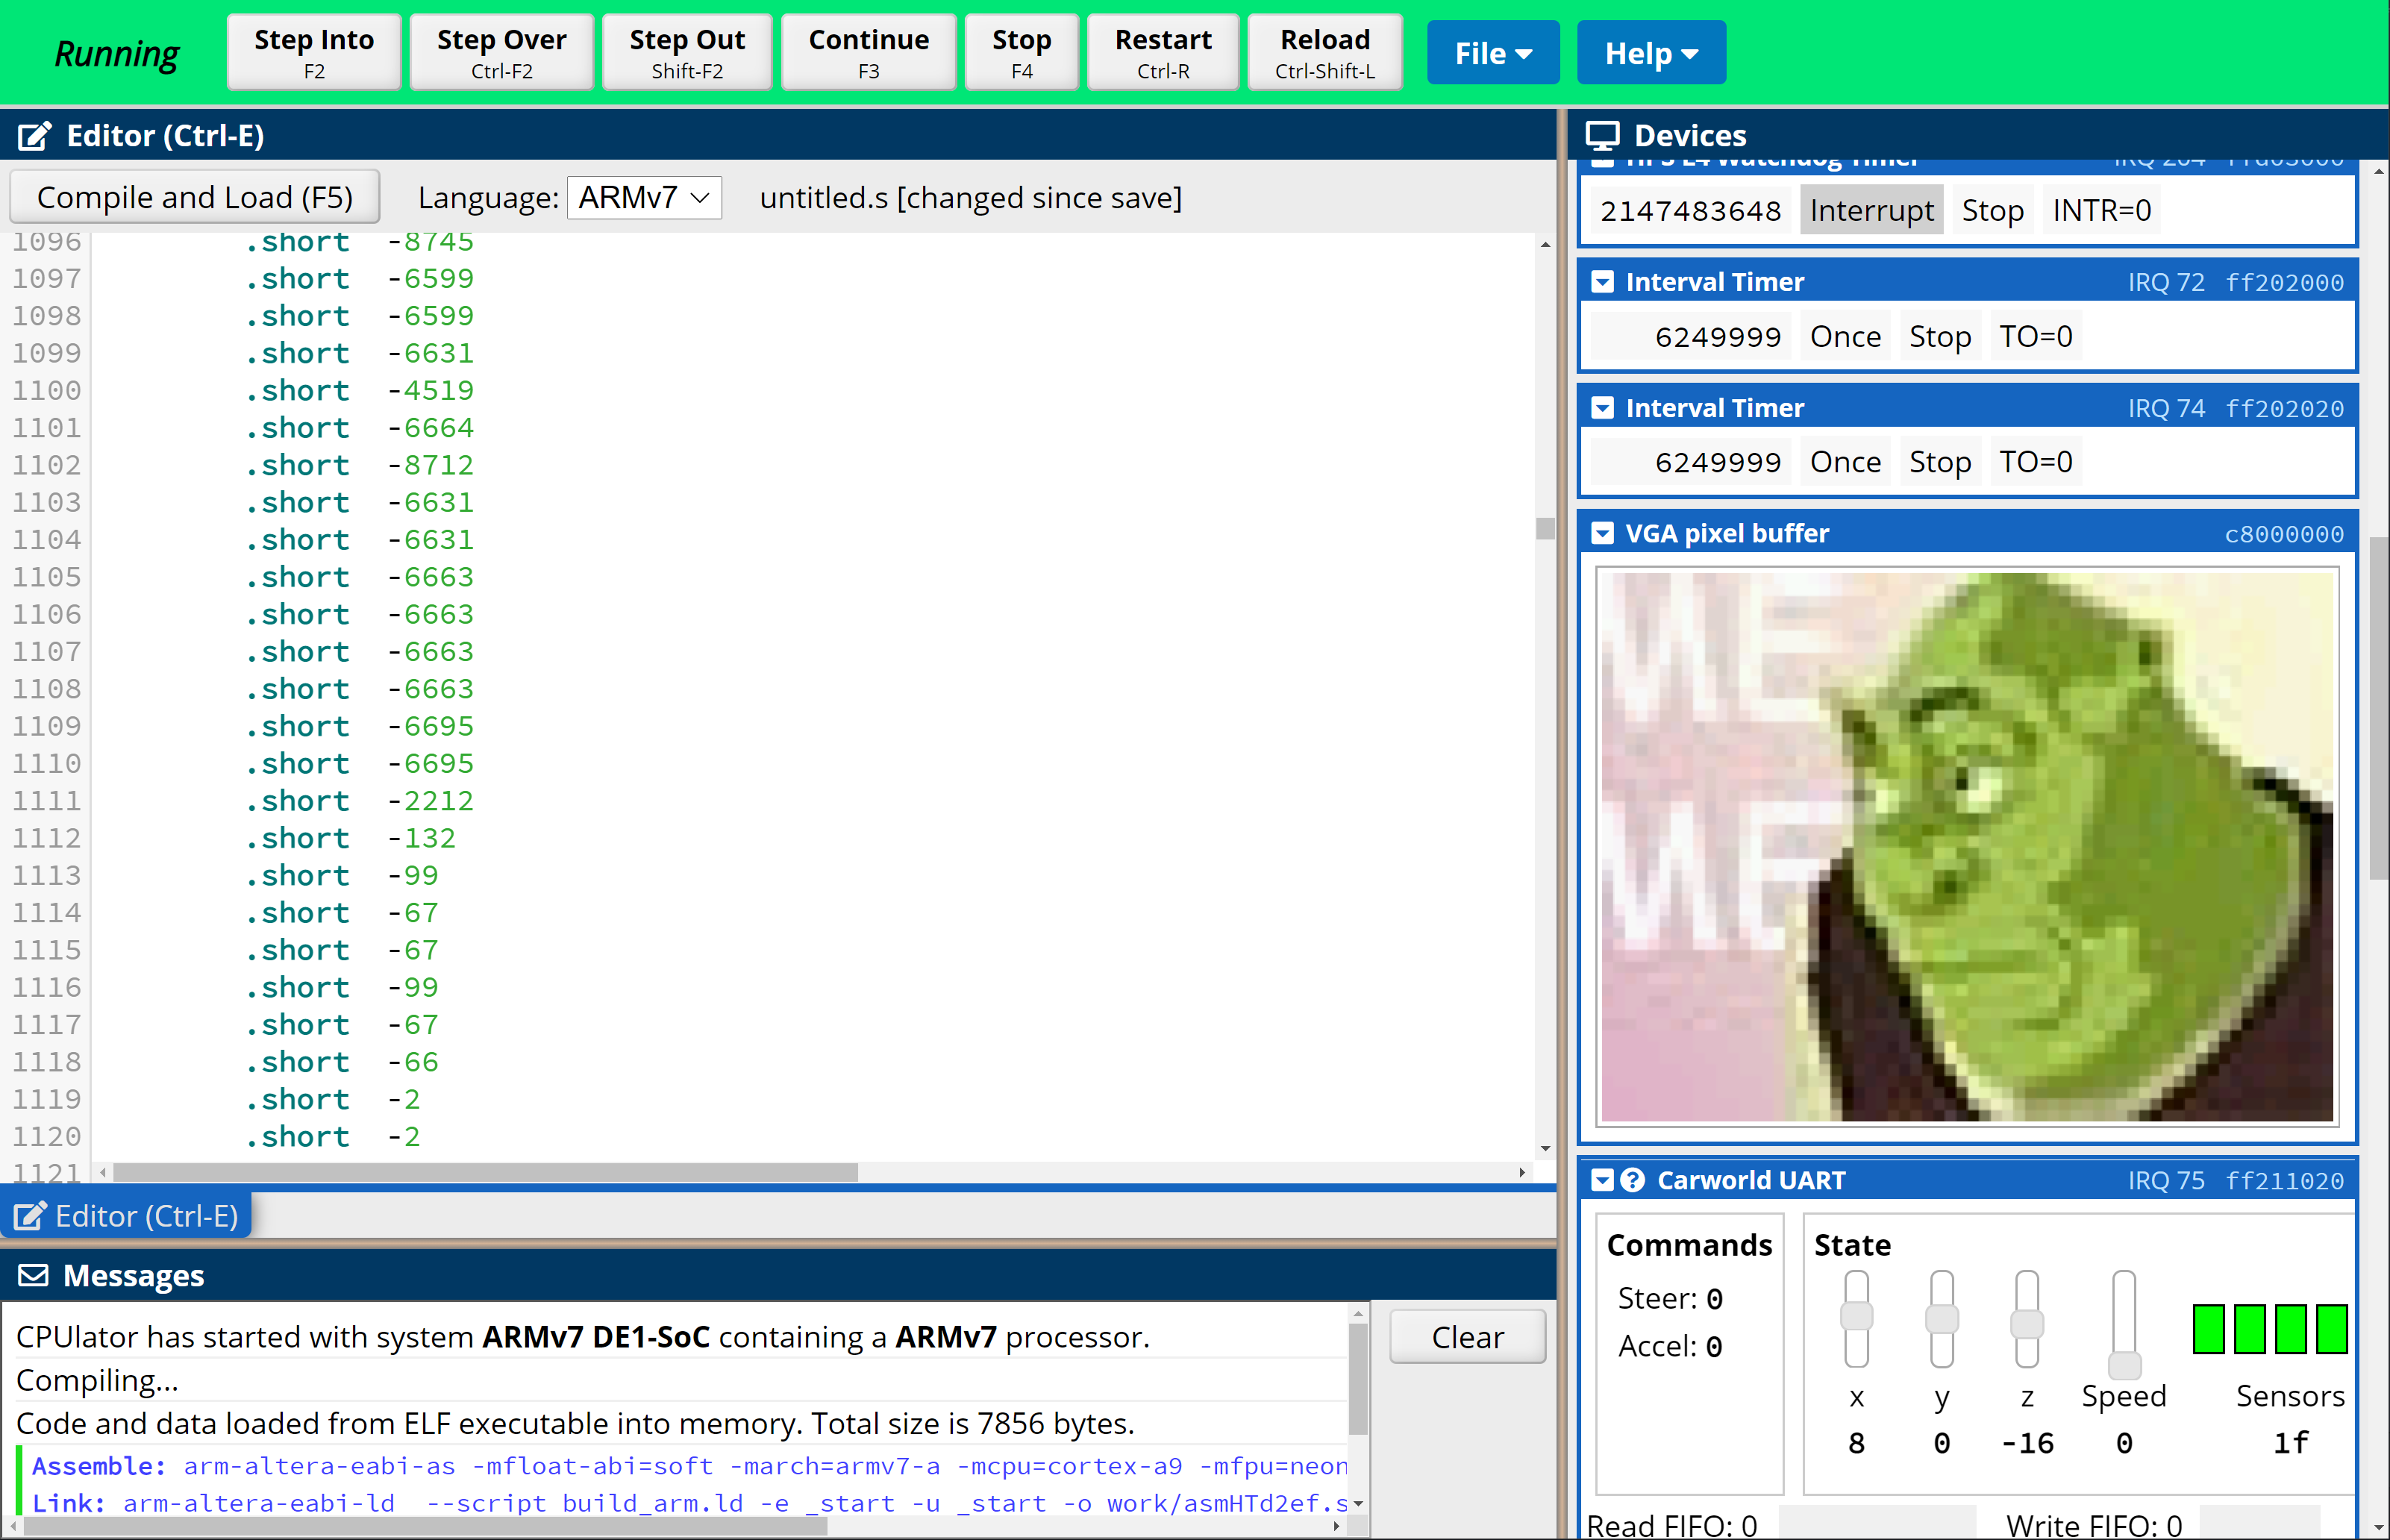 Running
Step Into
F2
Step Over
Ctrl-F2
Step Out
Shift-F2
Continue
F3
Stop
F4
Restart
Ctrl-R
Reload
Ctrl-Shift-L
File
Help
Editor (Ctrl-E)
Compile and Load (F5)
Language: ARMv7
untitled.s [changed since save]
1096 .short -8745
1097 .short -6599
1098 .short -6599
1099 .short -6631
1100 .short -4519
1101 .short -6664
1102 .short -8712
1103 .short -6631
1104 .short -6631
1105 .short -6663
1106 .short -6663
1107 .short -6663
1108 .short -6663
1109 .short -6695
1110 .short -6695
1111 .short -2212
1112 .short -132
1113 .short -99
1114 .short -67
1115 .short -67
1116 .short -99
1117 .short -67
1118 .short -66
1119 .short -2
1120 .short -2
1121
Editor (Ctrl-E)
Messages
CPUlator has started with system ARMv7 DE1-SoC containing a ARMv7 processor.
Compiling...
Code and data loaded from ELF executable into memory. Total size is 7856 bytes.
Assemble: arm-altera-eabi-as -mfloat-abi=soft -march=armv7-a -mcpu=cortex-a9 -mfpu=neon
Link: arm-altera-eabi-ld --script build_arm.ld -e _start -u _start -o work/asmHTd2ef.s
Clear
Devices
Watchdog Timer
2147483648 Interrupt Stop INTR=0
Interval Timer IRQ 72 ff202000
6249999 Once Stop TO=0
Interval Timer IRQ 74 ff202020
6249999 Once Stop TO=0
VGA pixel buffer c8000000
Carworld UART IRQ 75 ff211020
Commands
Steer: 0
Accel: 0
State
x y z Speed Sensors
8 0 -16 0 1f
Read FIFO: 0 Write FIFO: 0